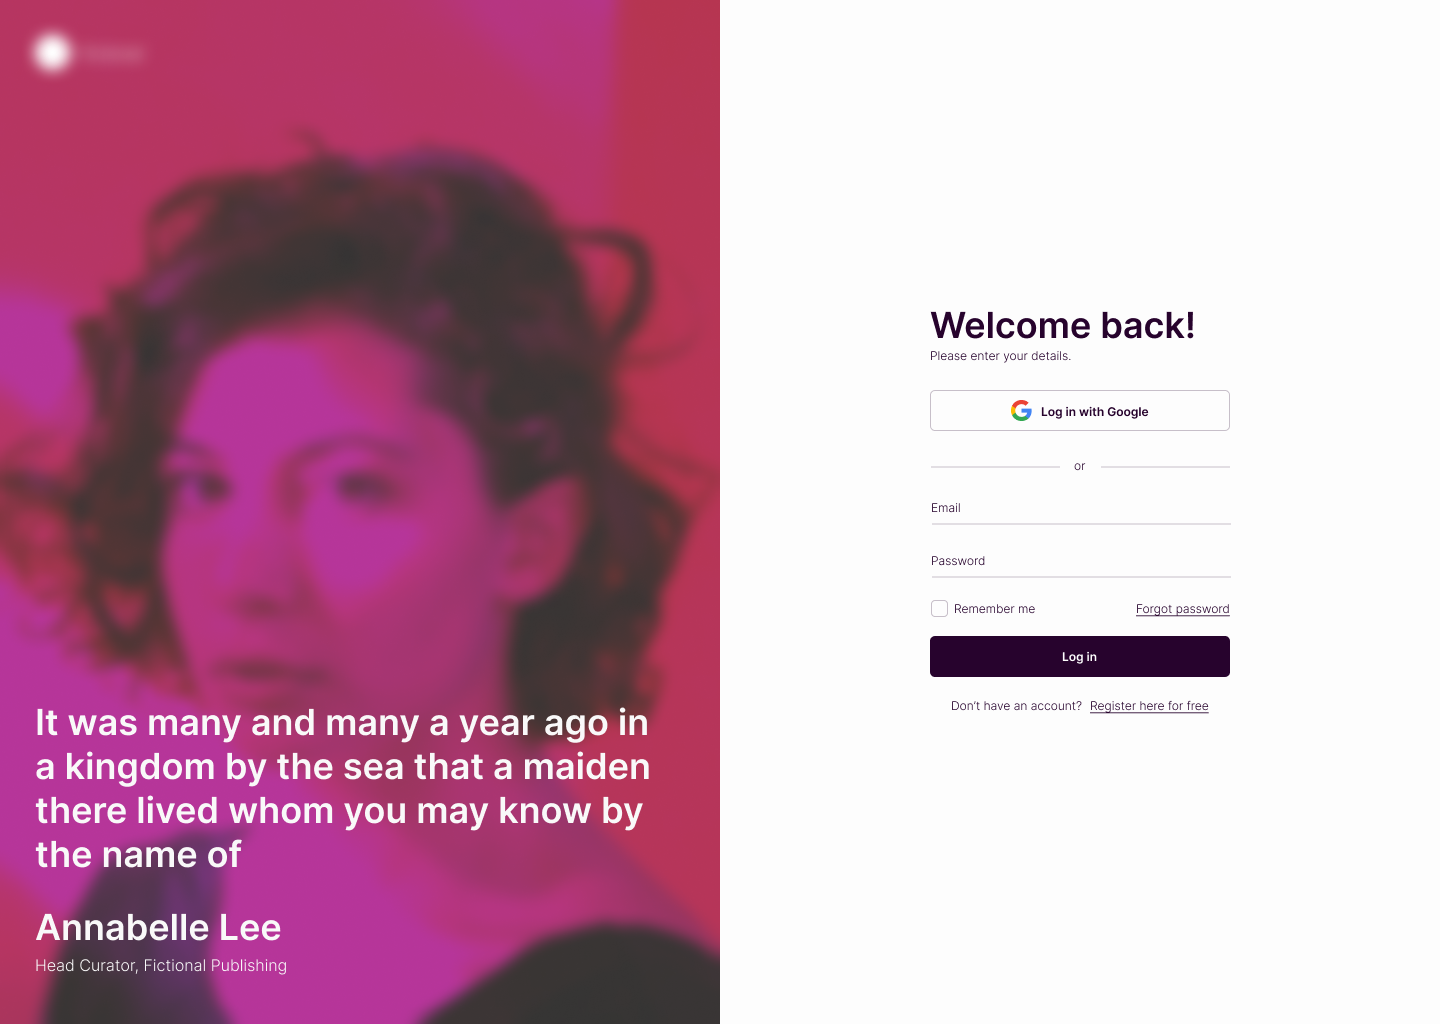 It was many and many a year ago in
a kingdom by the sea that a maiden
there lived whom you may know by
the name of
Annabelle Lee
Head Curator, Fictional Publishing
Welcome back!
Please enter your details.
Log in with Google
or
Email
Password
Remember me
Forgot password
Log in
Don't have an account? Register here for free